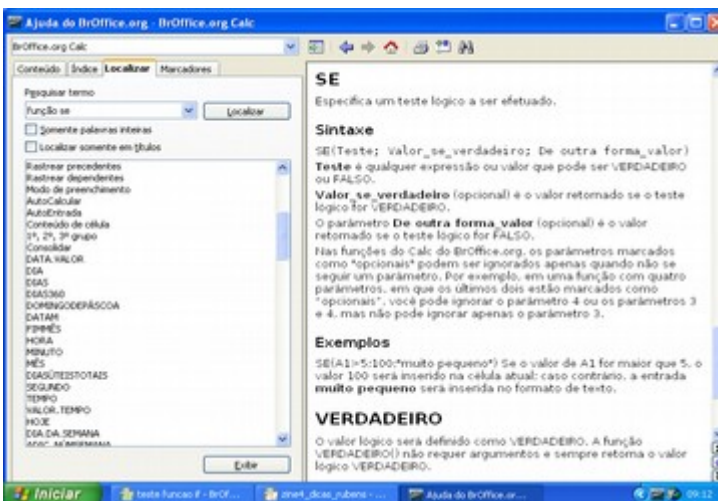 Ajuda do BrOffice.org - BrOffice.org Calc
BrOffice.org Calc
Conteúdo Índice Localizar Marcadores
Pesquisar termo
função se
Localizar
Somente palavras inteiras
Localizar somente em títulos
Rastrear precedentes
Rastrear dependentes
Modo de preenchimento
AutoCalcular
AutoEntrada
Conteúdo de célula
1ª, 2ª, 3ª grupo
Consolidar
DATA.VALOR
DIA
DIAS
DIAS360
DOMINGODEPÁSCOA
DATAM
FIMMÊS
HORA
MINUTO
MÊS
DIASÚTEISTOTAIS
SEGUNDO
TEMPO
VALOR.TEMPO
HOJE
DIA.DA.SEMANA
Exibir
SE
Especifica um teste lógico a ser efetuado.
Sintaxe
SE(Teste; Valor_se_verdadeiro; De outra forma_valor)
Teste é qualquer expressão ou valor que pode ser VERDADEIRO
ou FALSO.
Valor_se_verdadeiro (opcional) é o valor retornado se o teste
lógico for VERDADEIRO.
O parâmetro De outra forma_valor (opcional) é o valor
retornado se o teste lógico for FALSO.
Nas funções do Calc do BrOffice.org, os parâmetros marcados
como "opcionais" podem ser ignorados apenas quando não se
seguir um parâmetro. Por exemplo, em uma função com quatro
parâmetros, em que os últimos dois estão marcados como
"opcionais", você pode ignorar o parâmetro 4 ou os parâmetros 3
e 4, mas não pode ignorar apenas o parâmetro 3.
Exemplos
SE(A1>5;100;"muito pequeno") Se o valor de A1 for maior que 5, o
valor 100 será inserido na célula atual; caso contrário, a entrada
muito pequeno será inserida no formato de texto.
VERDADEIRO
O valor lógico será definido como VERDADEIRO. A função
VERDADEIRO() não requer argumentos e sempre retorna o valor
lógico VERDADEIRO.
Iniciar
teste funcao if - BrOf...
zine4_dicas_rubens - ...
Ajuda do BrOffice.or...
09:12